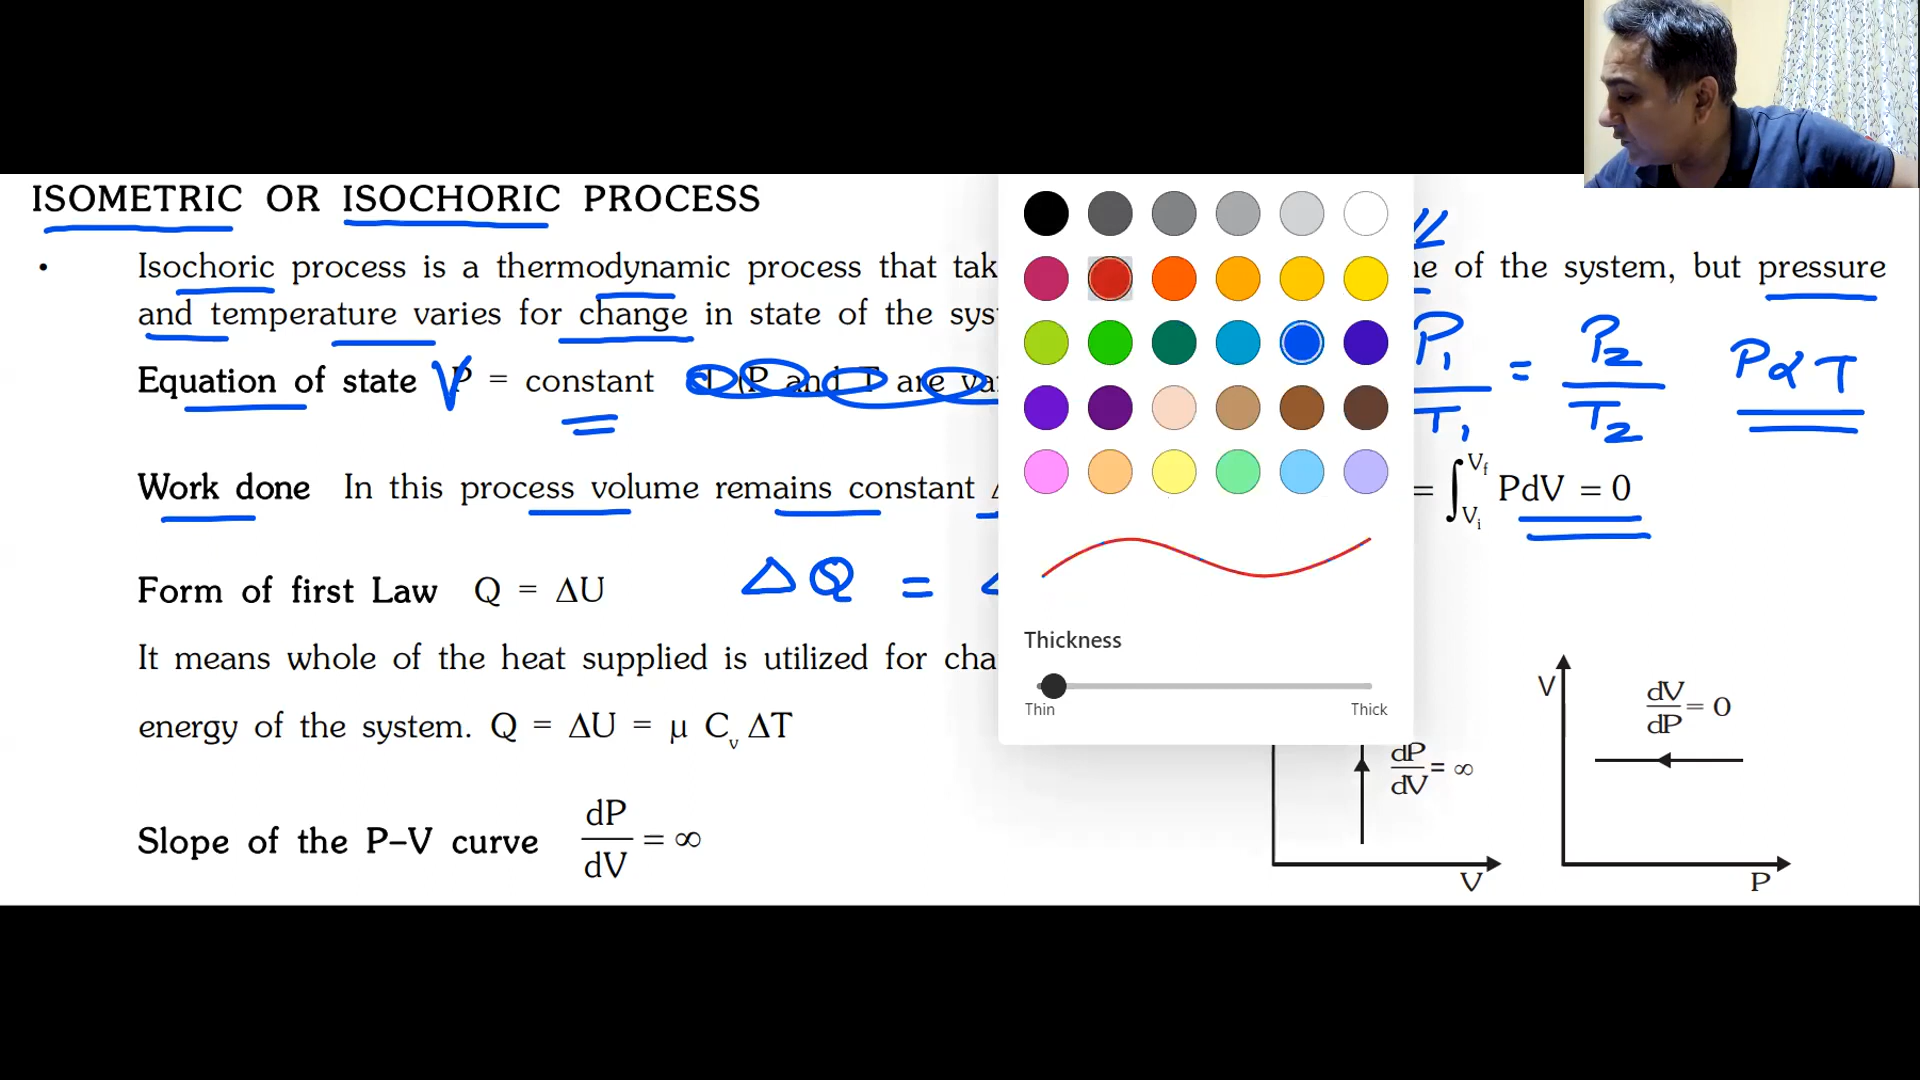 ISOMETRIC OR ISOCHORIC PROCESS
• Isochoric process is a thermodynamic process that tak
of the system, but pressure
and temperature varies for change in state of the sys
Equation of state V P = constant (P and T are va
P₁/T₁ = P₂/T₂ P∝T
Work done In this process volume remains constant
= ∫ Vi Vf PdV = 0
Form of first Law Q = ΔU ΔQ =
It means whole of the heat supplied is utilized for cha
energy of the system. Q = ΔU = μ Cv ΔT
Slope of the P–V curve dP/dV = ∞
Thickness
Thin Thick
dP/dV = ∞
V
V
dV/dP = 0
P